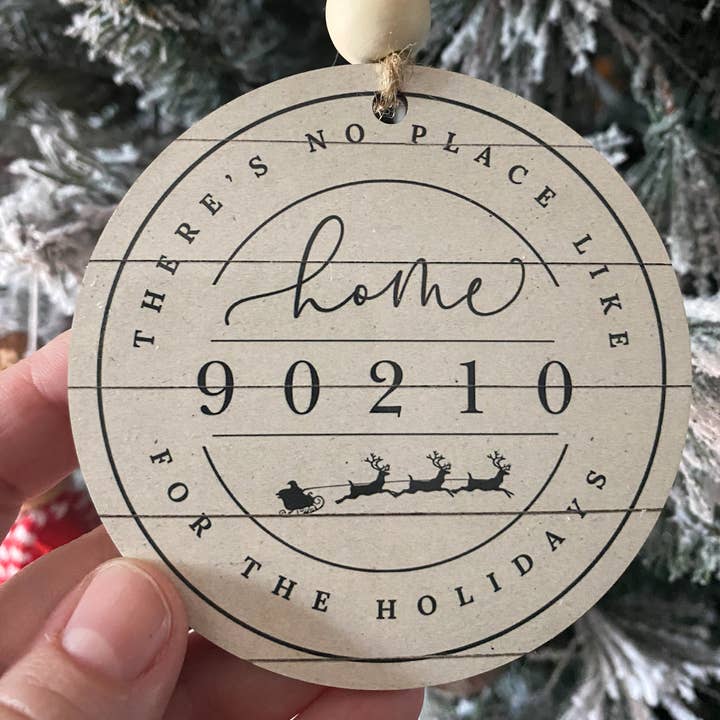 THERE'S NO PLACE LIKE
home
90210
FOR THE HOLIDAYS